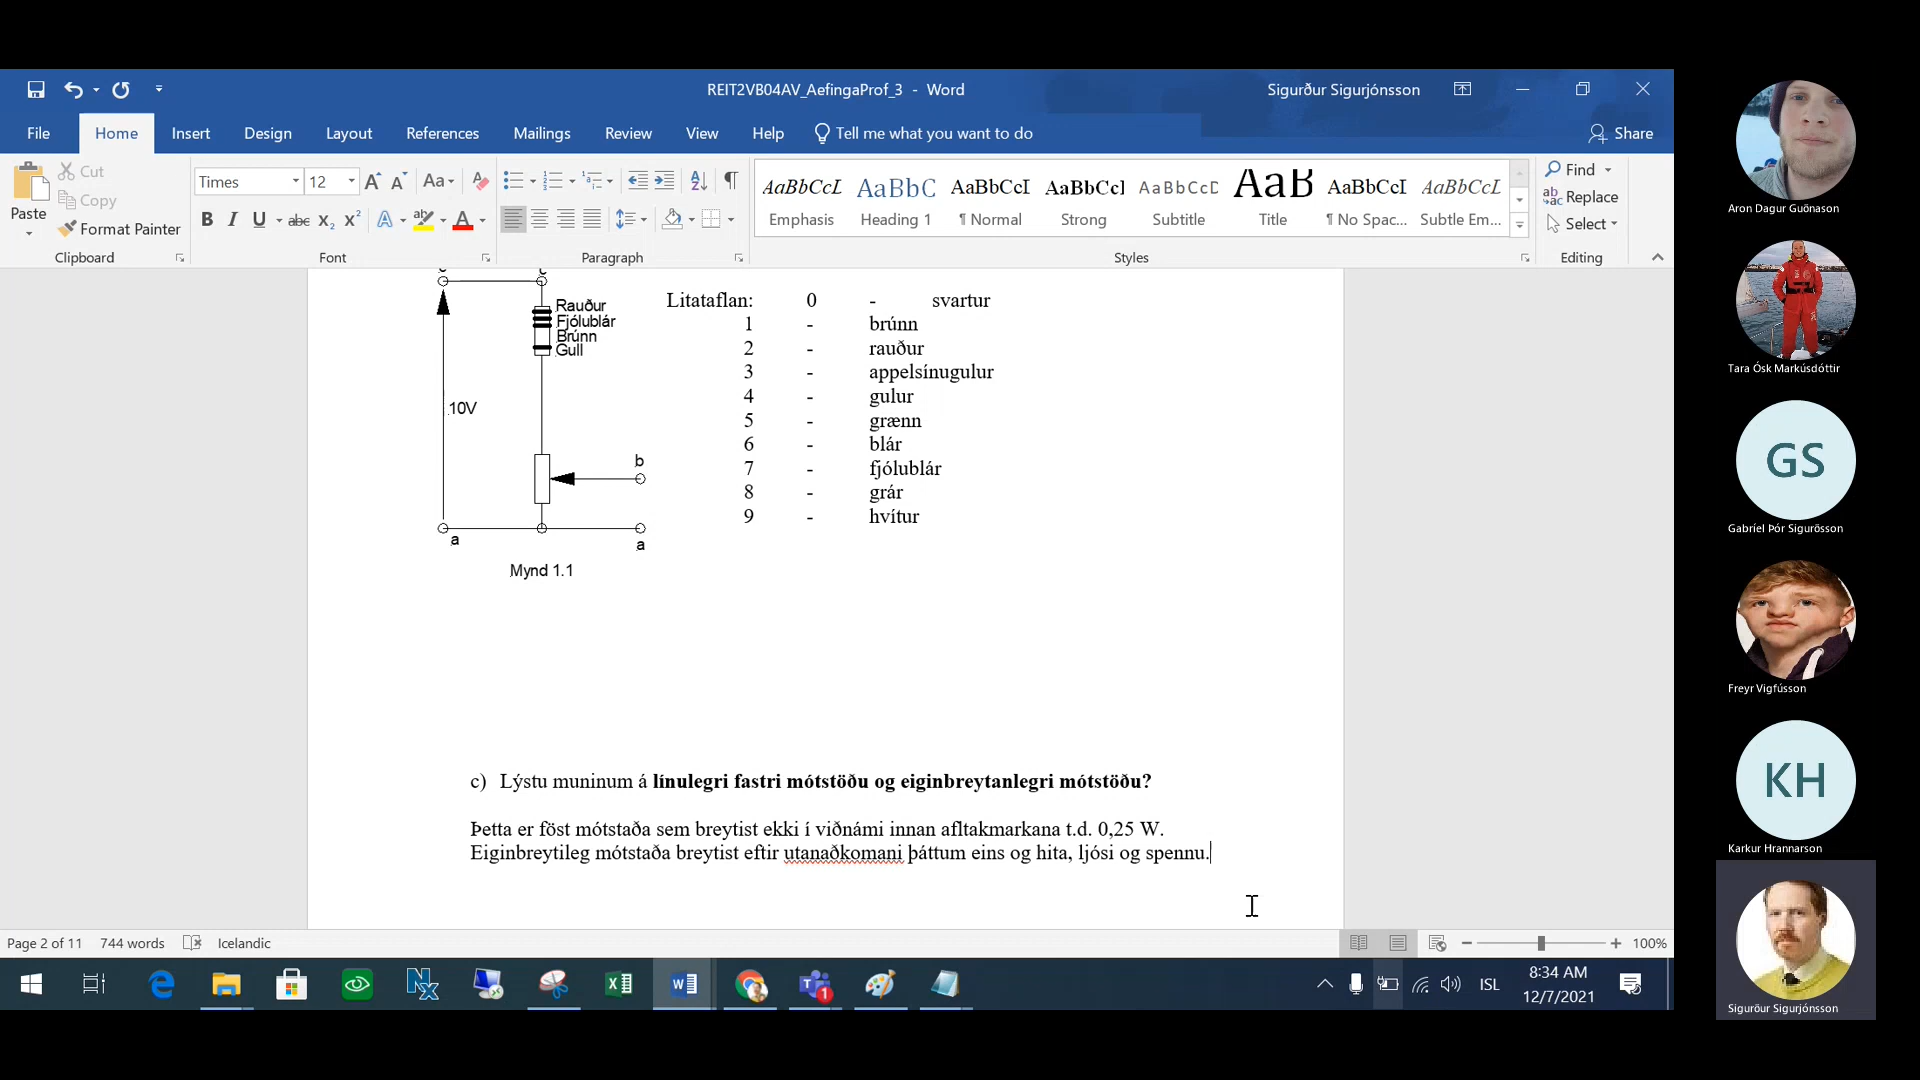 REIT2VB04AV_AefingaProf_3 - Word
Sigurður Sigurjónsson
File Home Insert Design Layout References Mailings Review View Help Tell me what you want to do Share
Paste
Cut
Copy
Format Painter
Clipboard
Times 12
Font
Paragraph
AaBbCcL AaBbC AaBbCcI AaBbCcI AaBbCcD AaB AaBbCcI AaBbCcL
Emphasis Heading 1 ¶ Normal Strong Subtitle Title ¶ No Spac... Subtle Em...
Styles
Find
Replace
Select
Editing
Rauður
Fjólublár
Brúnn
Gull
10V
b
a
a
Mynd 1.1
Litataflan: 0 - svartur
1 - brúnn
2 - rauður
3 - appelsínugulur
4 - gulur
5 - grænn
6 - blár
7 - fjólublár
8 - grár
9 - hvítur
c) Lýstu muninum á línulegri fastri mótstöðu og eiginbreytanlegri mótstöðu?
Þetta er föst mótstaða sem breytist ekki í viðnámi innan afltakmarkana t.d. 0,25 W.
Eiginbreytileg mótstaða breytist eftir utanaðkomani þáttum eins og hita, ljósi og spennu.
Page 2 of 11 744 words Icelandic 100%
ISL
8:34 AM
12/7/2021
Aron Dagur Guðnason
Tara Ósk Markúsdóttir
GS
Gabríel Þór Sigurðsson
Freyr Vigfússon
KH
Karkur Hrannarson
Sigurður Sigurjónsson